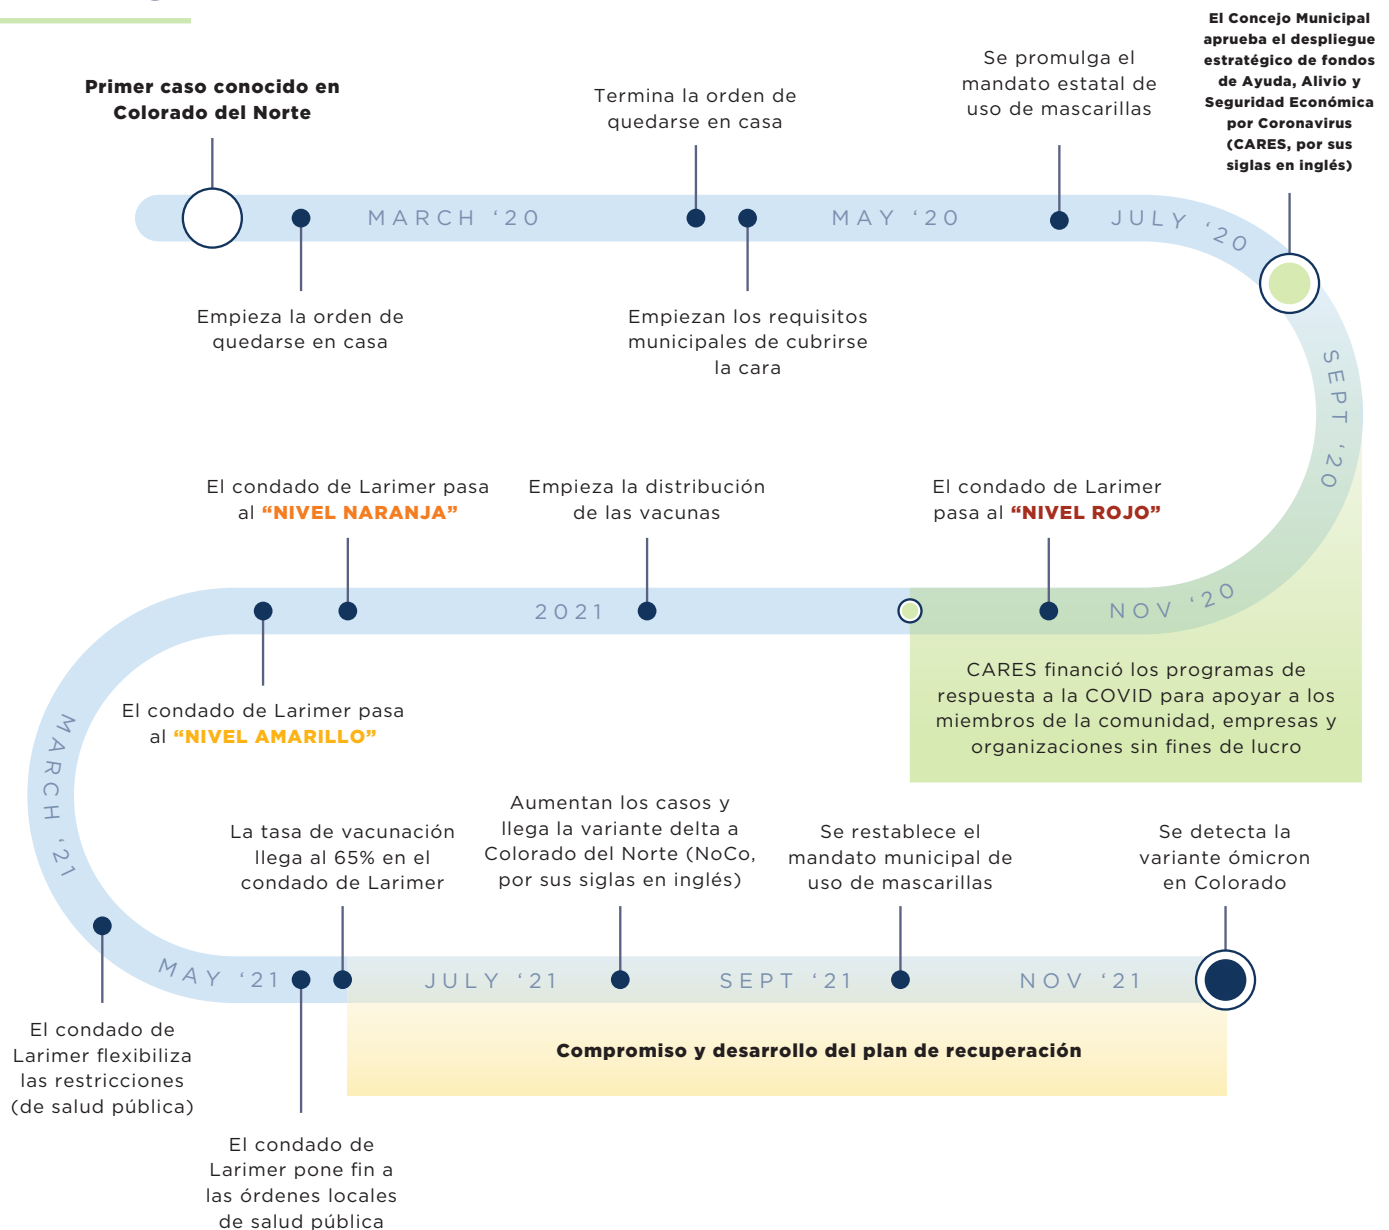 Primer caso conocido en
Colorado del Norte
Termina la orden de
quedarse en casa
Se promulga el
mandato estatal de
uso de mascarillas
El Concejo Municipal
aprueba el despliegue
estratégico de fondos
de Ayuda, Alivio y
Seguridad Económica
por Coronavirus
(CARES, por sus
siglas en inglés)
MARCH ‘20
MAY ‘20
JULY ‘20
Empieza la orden de
quedarse en casa
Empiezan los requisitos
municipales de cubrirse
la cara
SEPT ‘20
El condado de Larimer pasa
al “NIVEL NARANJA”
Empieza la distribución
de las vacunas
El condado de Larimer
pasa al “NIVEL ROJO”
2021
NOV ‘20
El condado de Larimer pasa
al “NIVEL AMARILLO”
CARES financió los programas de
respuesta a la COVID para apoyar a los
miembros de la comunidad, empresas y
organizaciones sin fines de lucro
MARCH ‘21
La tasa de vacunación
llega al 65% en el
condado de Larimer
Aumentan los casos y
llega la variante delta a
Colorado del Norte (NoCo,
por sus siglas en inglés)
Se restablece el
mandato municipal de
uso de mascarillas
Se detecta la
variante ómicron
en Colorado
MAY ‘21
JULY ‘21
SEPT ‘21
NOV ‘21
El condado de
Larimer flexibiliza
las restricciones
(de salud pública)
Compromiso y desarrollo del plan de recuperación
El condado de
Larimer pone fin a
las órdenes locales
de salud pública